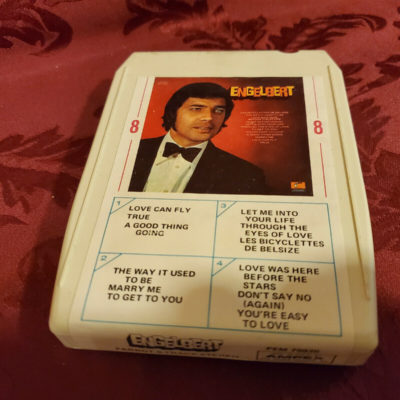 ENGELBERT
8
8
1
LOVE CAN FLY
TRUE
A GOOD THING
GOING
3
LET ME INTO
YOUR LIFE
THROUGH THE
EYES OF LOVE
LES BICYCLETTES
DE BELSIZE
2
THE WAY IT USED
TO BE
MARRY ME
TO GET TO YOU
4
LOVE WAS HERE
BEFORE THE
STARS
DON'T SAY NO
(AGAIN)
YOU'RE EASY
TO LOVE
ENGELBERT
AMPEX